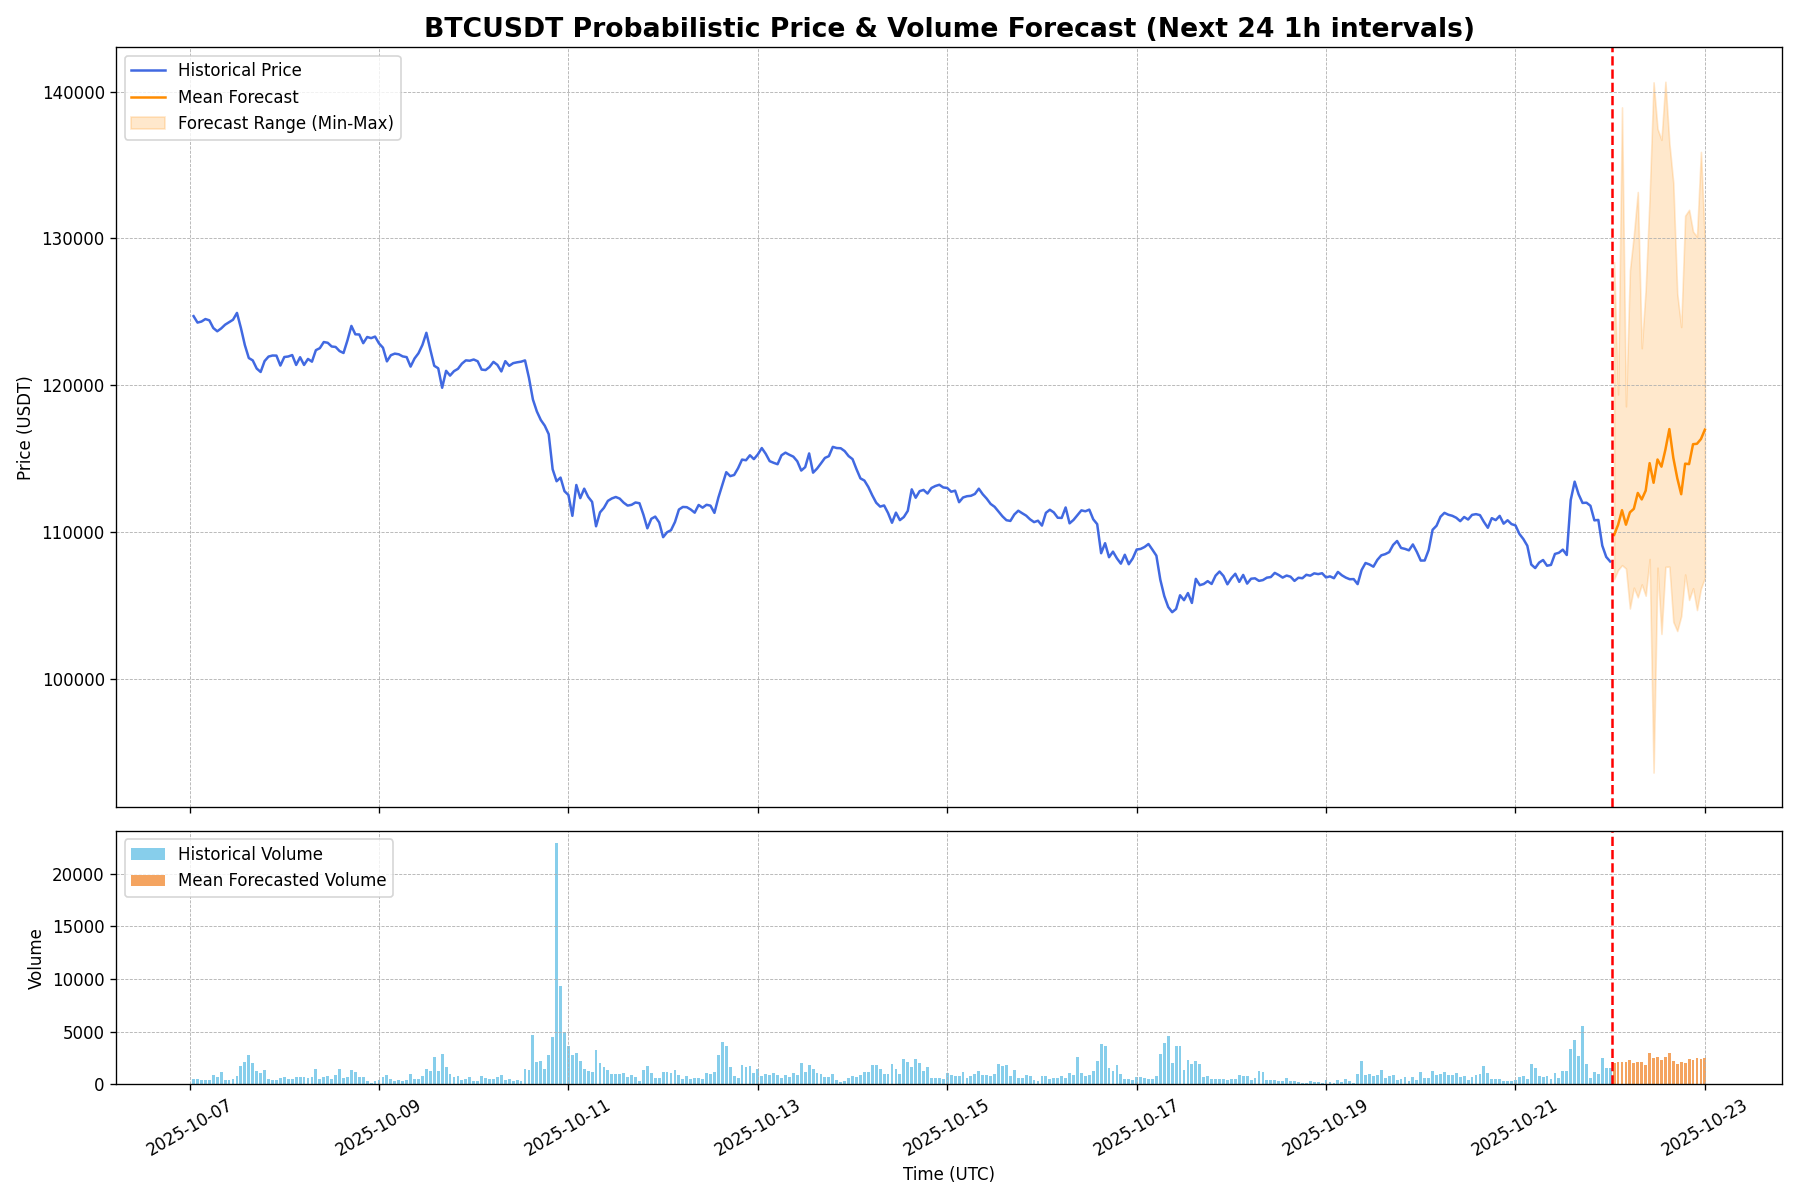 BTCUSDT Probabilistic Price & Volume Forecast (Next 24 1h intervals)
Historical Price
Mean Forecast
Forecast Range (Min-Max)
140000
130000
120000
110000
100000
Price (USDT)
Historical Volume
Mean Forecasted Volume
20000
15000
10000
5000
0
Volume
2025-10-07
2025-10-09
2025-10-11
2025-10-13
2025-10-15
2025-10-17
2025-10-19
2025-10-21
2025-10-23
Time (UTC)